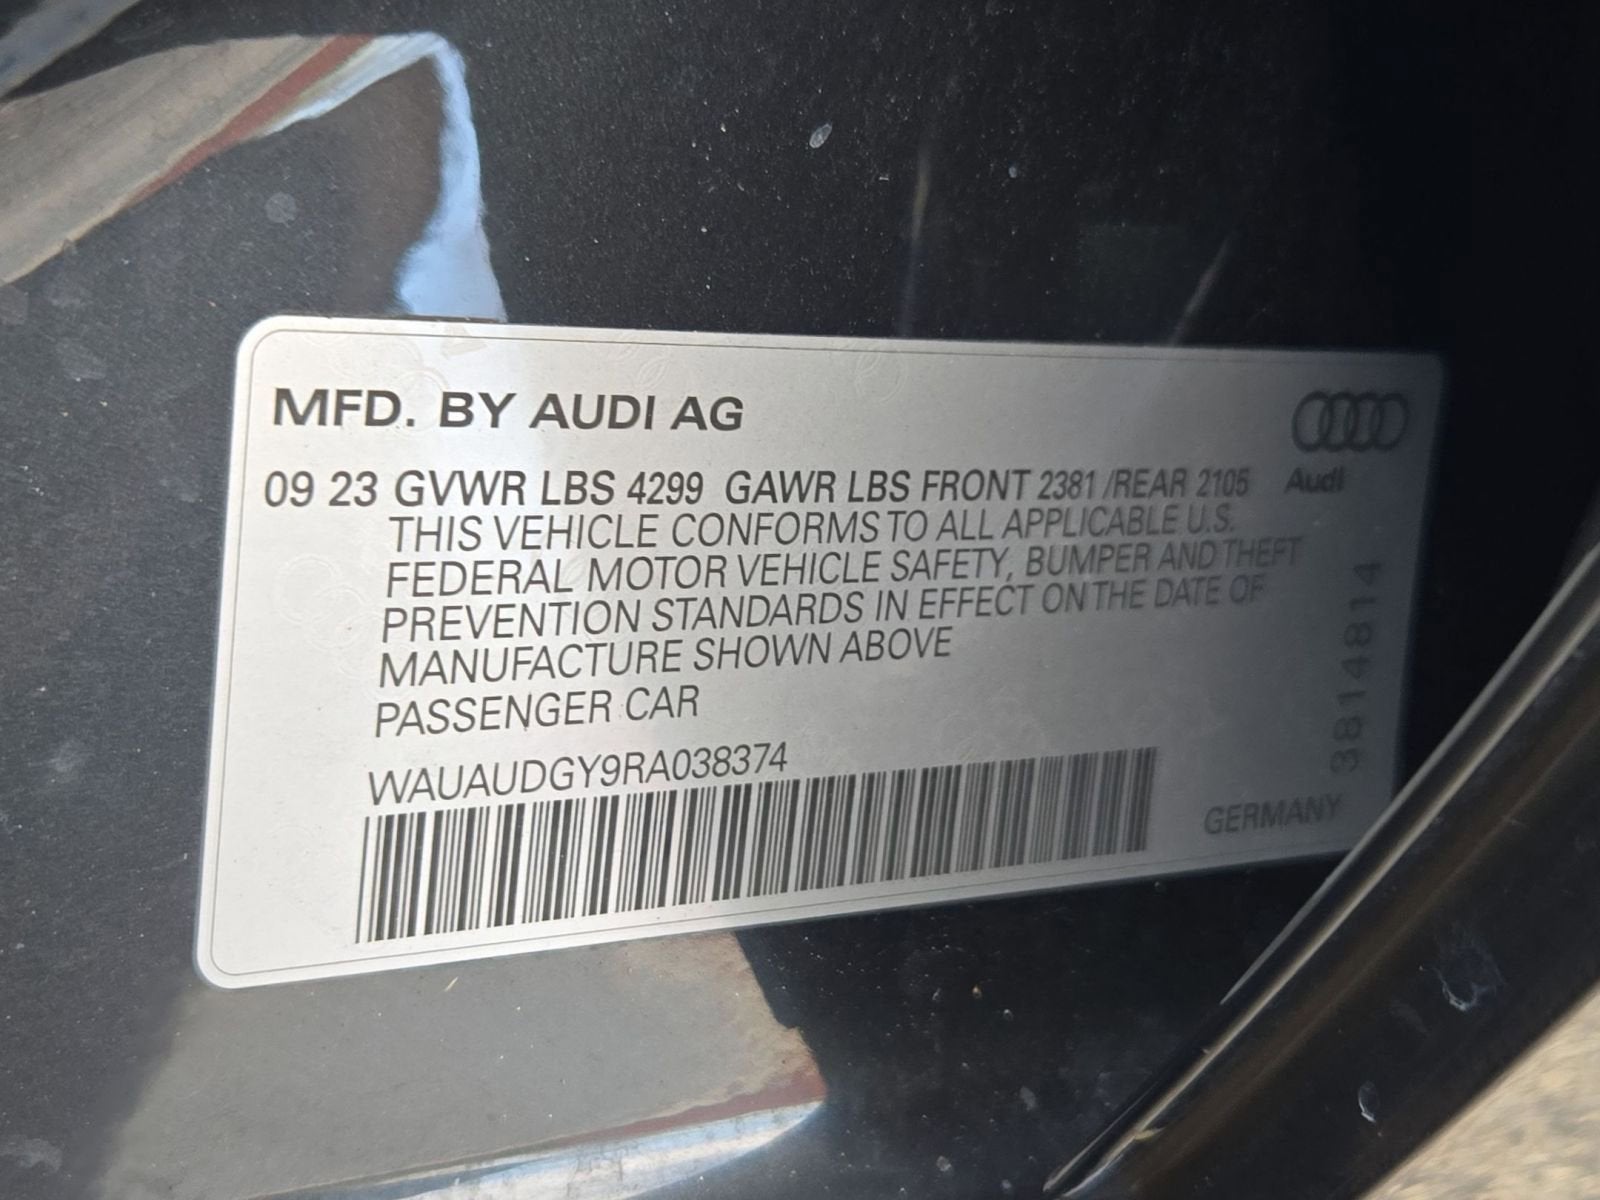 MFD. BY AUDI AG
Audi
09 23 GVWR LBS 4299 GAWR LBS FRONT 2381 /REAR 2105
THIS VEHICLE CONFORMS TO ALL APPLICABLE U.S.
FEDERAL MOTOR VEHICLE SAFETY, BUMPER AND THEFT
PREVENTION STANDARDS IN EFFECT ON THE DATE OF
MANUFACTURE SHOWN ABOVE
PASSENGER CAR
WAUAUDGY9RA038374
GERMANY
3814814